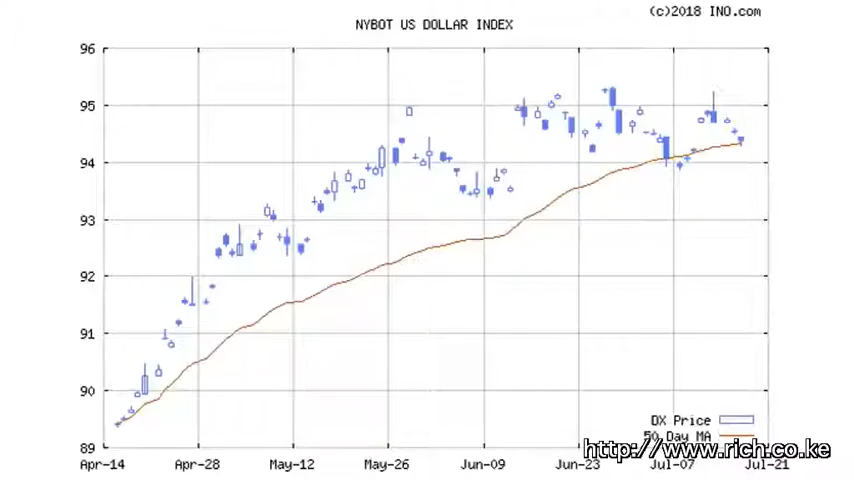 (c)2018 INO.com
NYBOT US DOLLAR INDEX
96
95
94
93
92
91
90
89
DX Price
50 Day MA
http://www.rich.co.ke
Apr-14 Apr-28 May-12 May-26 Jun-09 Jun-23 Jul-07 Jul-21